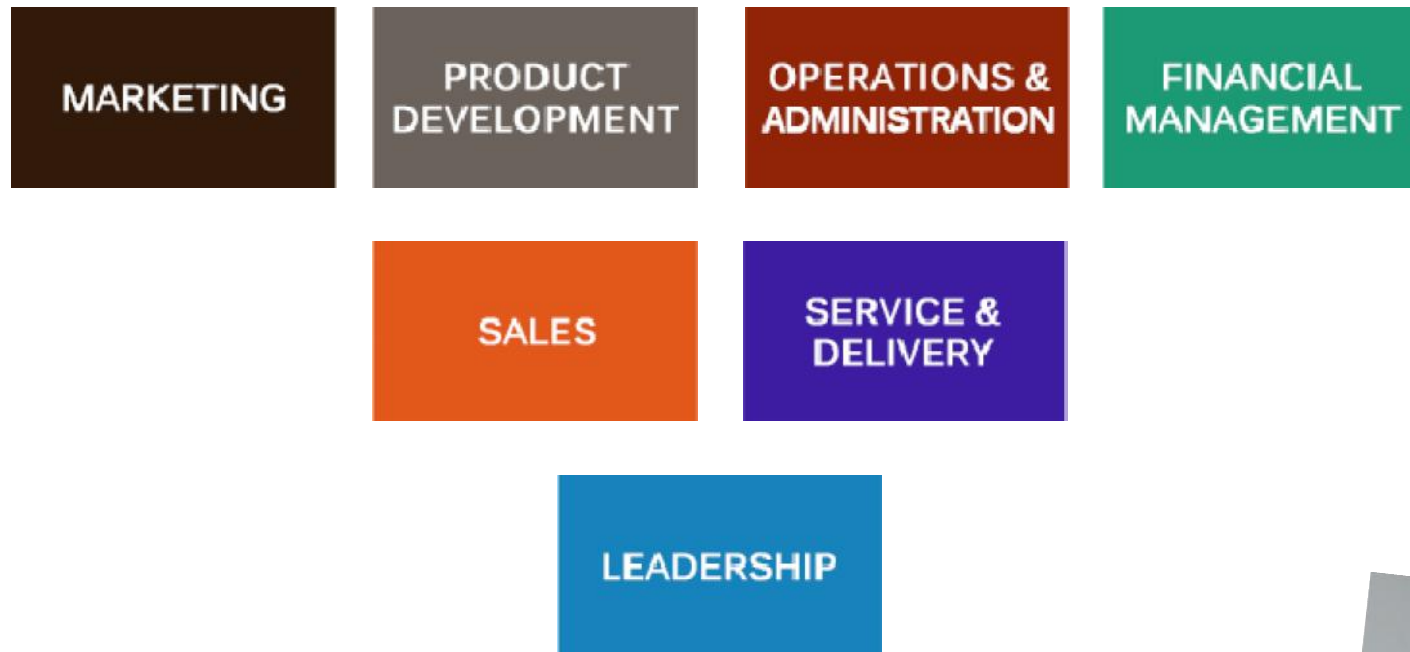 MARKETING
PRODUCT
DEVELOPMENT
OPERATIONS &
ADMINISTRATION
FINANCIAL
MANAGEMENT
SALES
SERVICE &
DELIVERY
LEADERSHIP